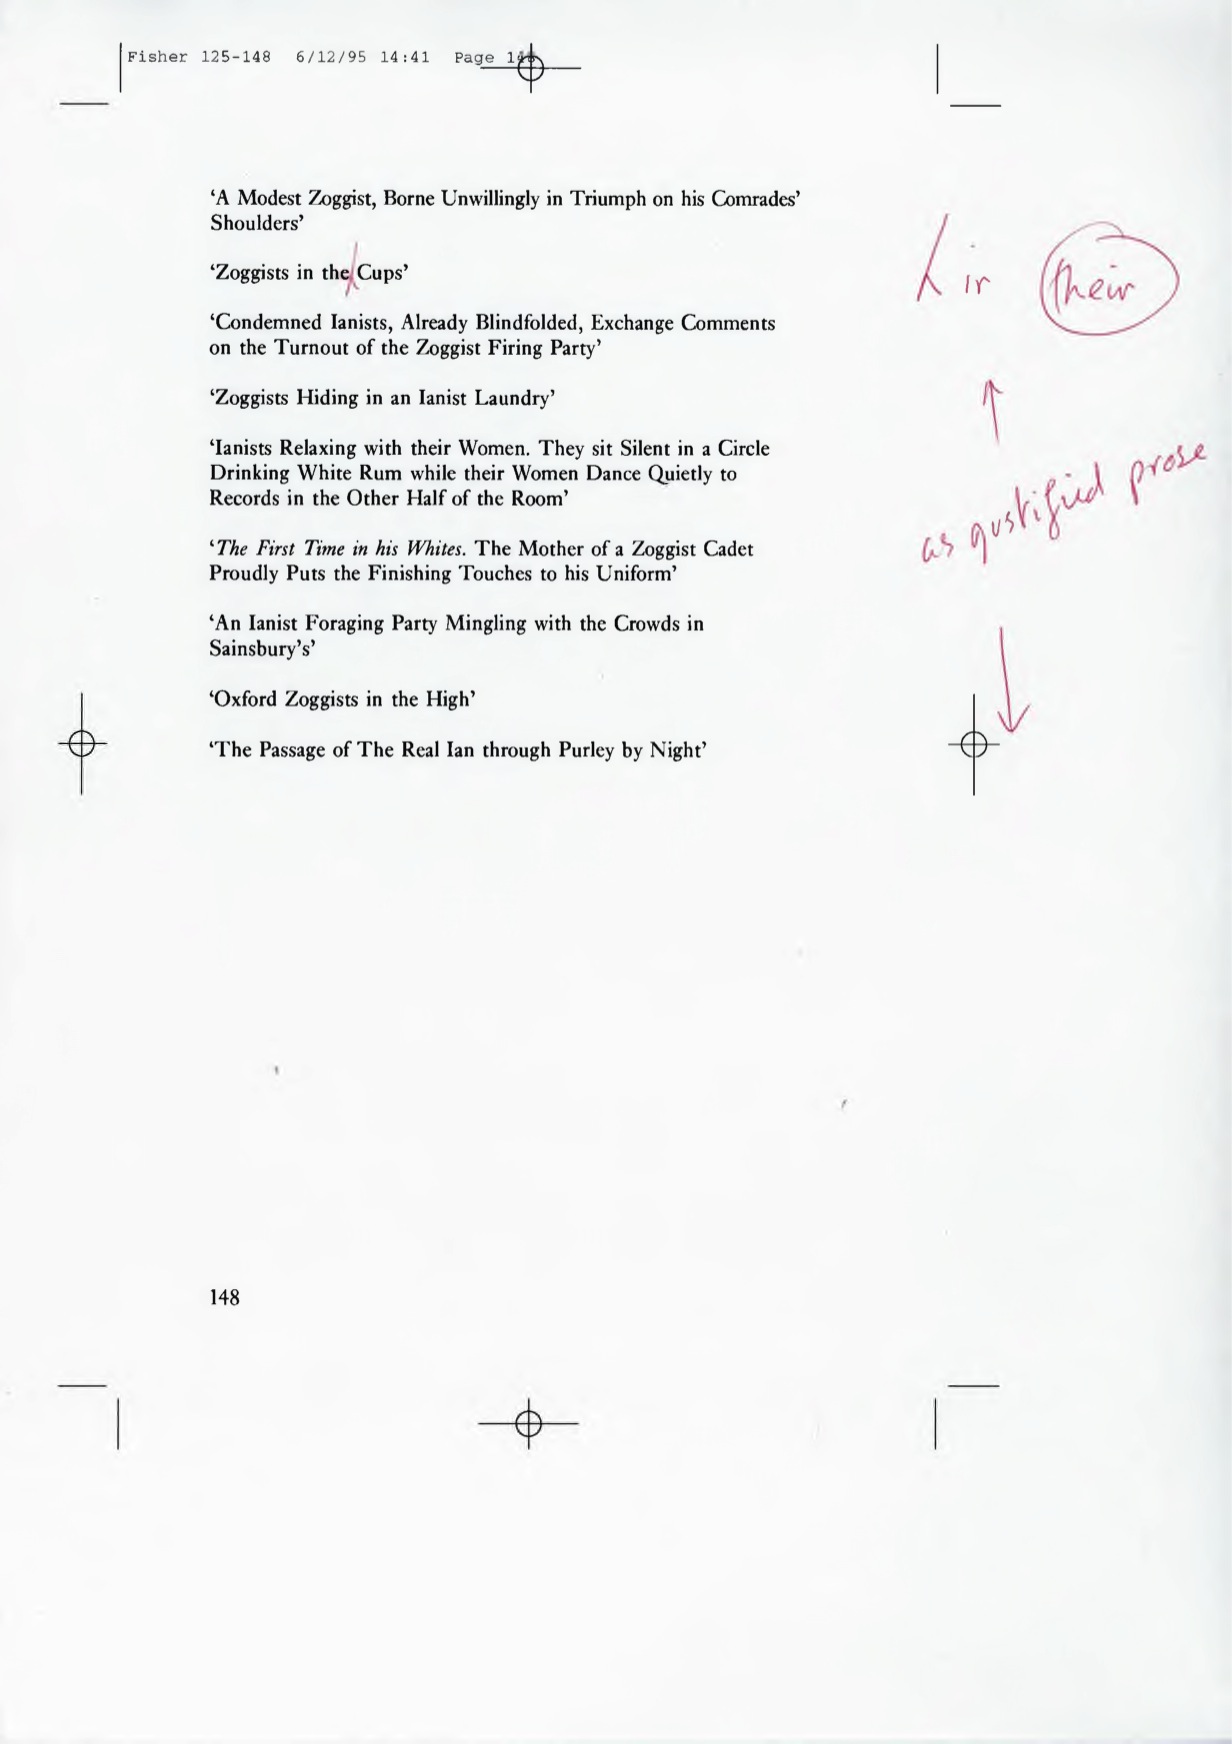 Fisher 125-148 6/12/95 14:41 Page 148
‘A Modest Zoggist, Borne Unwillingly in Triumph on his Comrades’
Shoulders’
‘Zoggists in the Cups’
ir their
‘Condemned Ianists, Already Blindfolded, Exchange Comments
on the Turnout of the Zoggist Firing Party’
‘Zoggists Hiding in an Ianist Laundry’
‘Ianists Relaxing with their Women. They sit Silent in a Circle
Drinking White Rum while their Women Dance Quietly to
Records in the Other Half of the Room’
as qustified prose
‘The First Time in his Whites. The Mother of a Zoggist Cadet
Proudly Puts the Finishing Touches to his Uniform’
‘An Ianist Foraging Party Mingling with the Crowds in
Sainsbury’s’
‘Oxford Zoggists in the High’
‘The Passage of The Real Ian through Purley by Night’
148